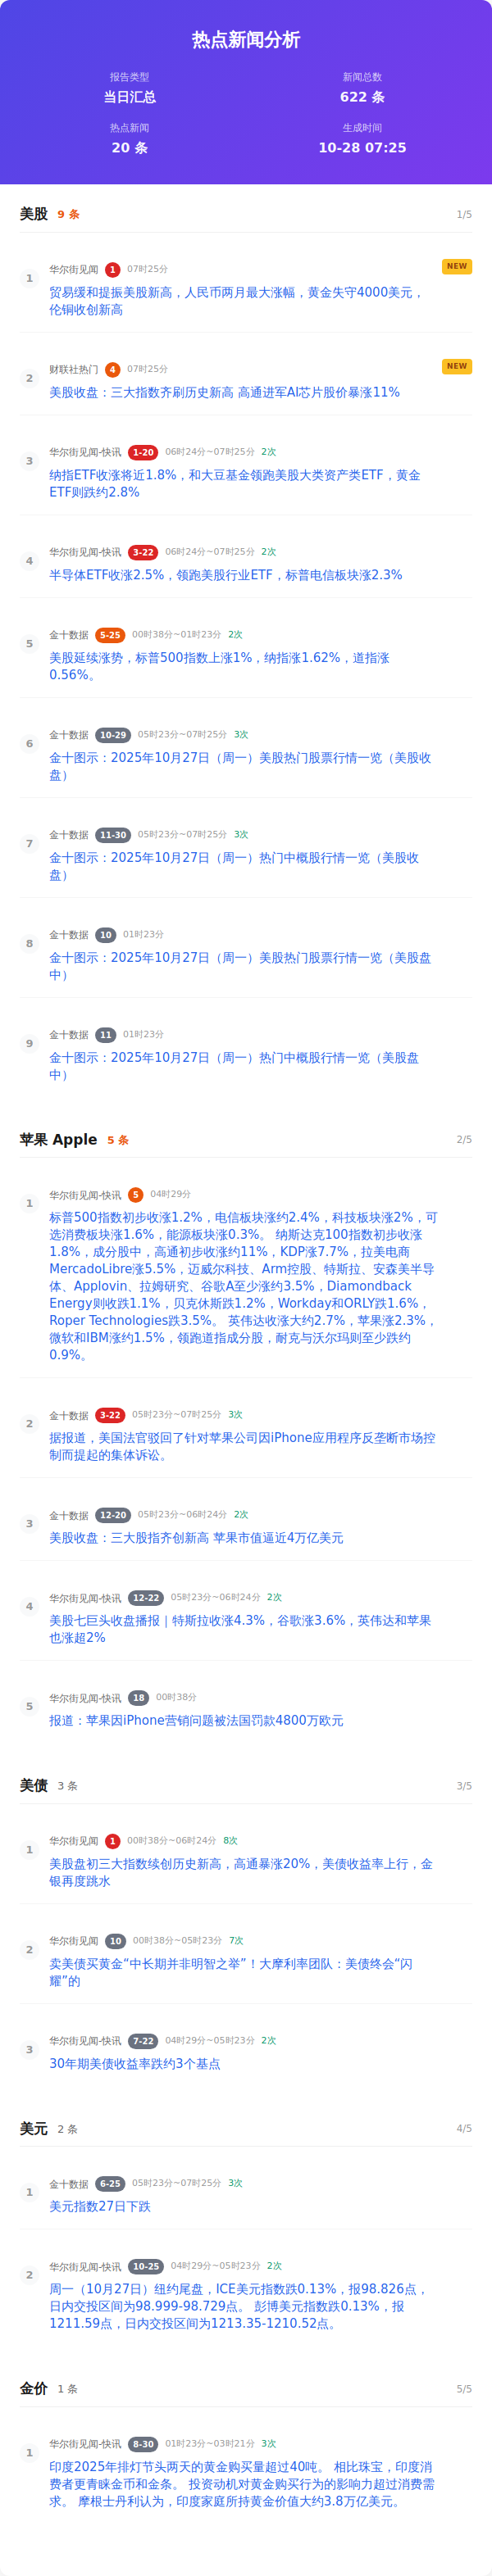 热点新闻分析
报告类型
当日汇总
新闻总数
622 条
热点新闻
20 条
生成时间
10-28 07:25
美股 9 条 1/5
1 华尔街见闻 1 07时25分 NEW
贸易缓和提振美股新高，人民币两月最大涨幅，黄金失守4000美元，
伦铜收创新高
2 财联社热门 4 07时25分 NEW
美股收盘：三大指数齐刷历史新高 高通进军AI芯片股价暴涨11%
3 华尔街见闻-快讯 1-20 06时24分~07时25分 2次
纳指ETF收涨将近1.8%，和大豆基金领跑美股大类资产类ETF，黄金
ETF则跌约2.8%
4 华尔街见闻-快讯 3-22 06时24分~07时25分 2次
半导体ETF收涨2.5%，领跑美股行业ETF，标普电信板块涨2.3%
5 金十数据 5-25 00时38分~01时23分 2次
美股延续涨势，标普500指数上涨1%，纳指涨1.62%，道指涨
0.56%。
6 金十数据 10-29 05时23分~07时25分 3次
金十图示：2025年10月27日（周一）美股热门股票行情一览（美股收
盘）
7 金十数据 11-30 05时23分~07时25分 3次
金十图示：2025年10月27日（周一）热门中概股行情一览（美股收
盘）
8 金十数据 10 01时23分
金十图示：2025年10月27日（周一）美股热门股票行情一览（美股盘
中）
9 金十数据 11 01时23分
金十图示：2025年10月27日（周一）热门中概股行情一览（美股盘
中）
苹果 Apple 5 条 2/5
1 华尔街见闻-快讯 5 04时29分
标普500指数初步收涨1.2%，电信板块涨约2.4%，科技板块涨2%，可
选消费板块涨1.6%，能源板块涨0.3%。 纳斯达克100指数初步收涨
1.8%，成分股中，高通初步收涨约11%，KDP涨7.7%，拉美电商
MercadoLibre涨5.5%，迈威尔科技、Arm控股、特斯拉、安森美半导
体、Applovin、拉姆研究、谷歌A至少涨约3.5%，Diamondback
Energy则收跌1.1%，贝克休斯跌1.2%，Workday和ORLY跌1.6%，
Roper Technologies跌3.5%。 英伟达收涨大约2.7%，苹果涨2.3%，
微软和IBM涨约1.5%，领跑道指成分股，耐克与沃尔玛则至少跌约
0.9%。
2 金十数据 3-22 05时23分~07时25分 3次
据报道，美国法官驳回了针对苹果公司因iPhone应用程序反垄断市场控
制而提起的集体诉讼。
3 金十数据 12-20 05时23分~06时24分 2次
美股收盘：三大股指齐创新高 苹果市值逼近4万亿美元
4 华尔街见闻-快讯 12-22 05时23分~06时24分 2次
美股七巨头收盘播报｜特斯拉收涨4.3%，谷歌涨3.6%，英伟达和苹果
也涨超2%
5 华尔街见闻-快讯 18 00时38分
报道：苹果因iPhone营销问题被法国罚款4800万欧元
美债 3 条 3/5
1 华尔街见闻 1 00时38分~06时24分 8次
美股盘初三大指数续创历史新高，高通暴涨20%，美债收益率上行，金
银再度跳水
2 华尔街见闻 10 00时38分~05时23分 7次
卖美债买黄金“中长期并非明智之举”！大摩利率团队：美债终会“闪
耀”的
3 华尔街见闻-快讯 7-22 04时29分~05时23分 2次
30年期美债收益率跌约3个基点
美元 2 条 4/5
1 金十数据 6-25 05时23分~07时25分 3次
美元指数27日下跌
2 华尔街见闻-快讯 10-25 04时29分~05时23分 2次
周一（10月27日）纽约尾盘，ICE美元指数跌0.13%，报98.826点，
日内交投区间为98.999-98.729点。 彭博美元指数跌0.13%，报
1211.59点，日内交投区间为1213.35-1210.52点。
金价 1 条 5/5
1 华尔街见闻-快讯 8-30 01时23分~03时21分 3次
印度2025年排灯节头两天的黄金购买量超过40吨。 相比珠宝，印度消
费者更青睐金币和金条。 投资动机对黄金购买行为的影响力超过消费需
求。 摩根士丹利认为，印度家庭所持黄金价值大约3.8万亿美元。